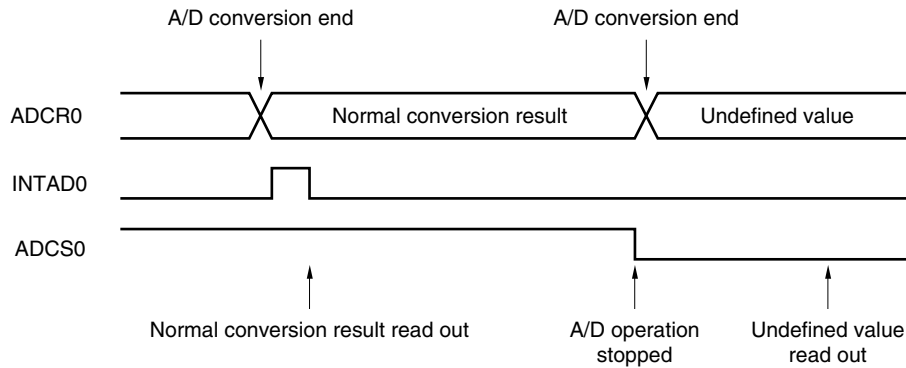 A/D conversion end
A/D conversion end
ADCR0
Normal conversion result
Undefined value
INTAD0
ADCS0
Normal conversion result read out
A/D operation
stopped
Undefined value
read out